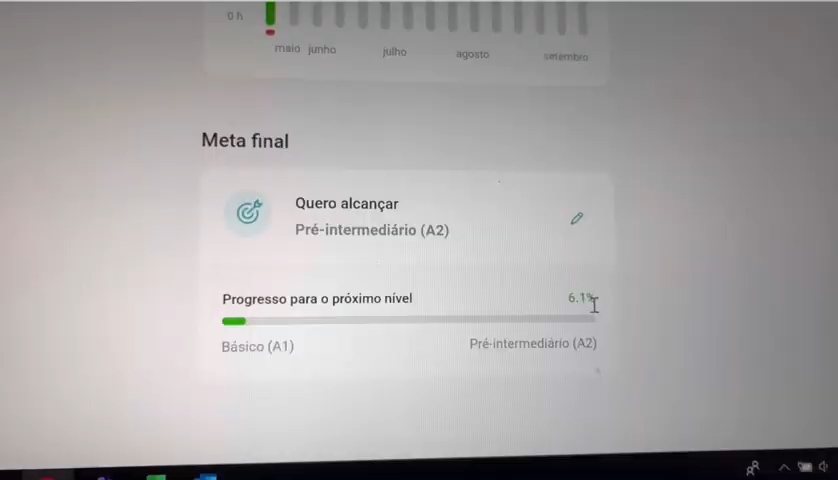 0 h
maio junho julho agosto setembro
Meta final
Quero alcançar
Pré-intermediário (A2)
Progresso para o próximo nível 6.1%
Básico (A1) Pré-intermediário (A2)